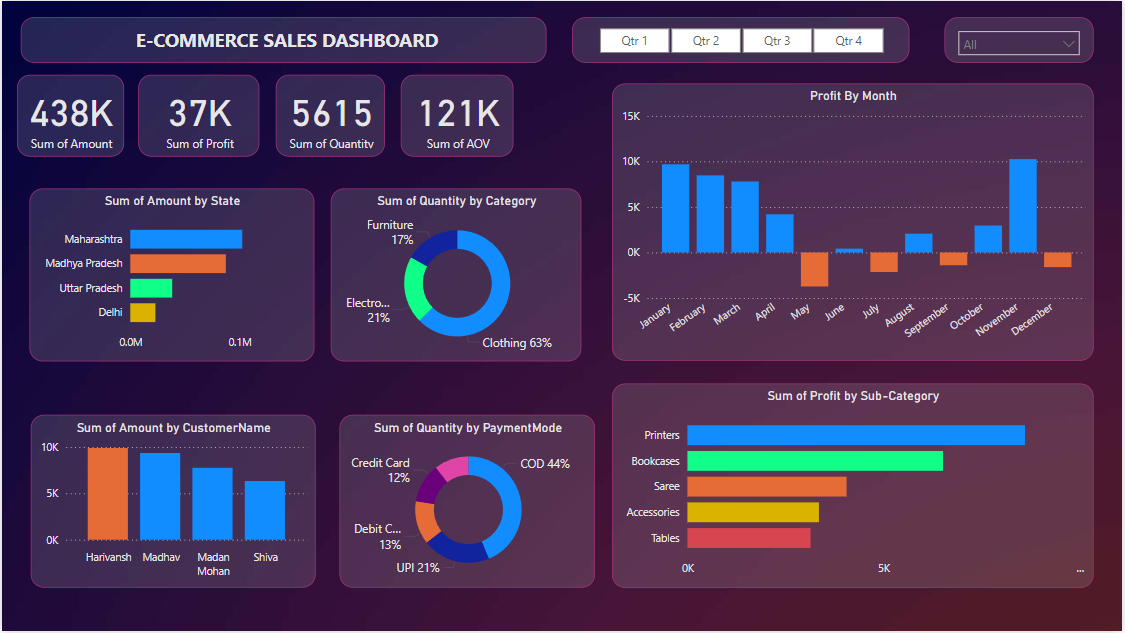 E-COMMERCE SALES DASHBOARD
Qtr 1
Qtr 2
Qtr 3
Qtr 4
All
438K
Sum of Amount
37K
Sum of Profit
5615
Sum of Quantity
121K
Sum of AOV
Profit By Month
15K
10K
5K
0K
-5K
January
February
March
April
May
June
July
August
September
October
November
December
Sum of Amount by State
Maharashtra
Madhya Pradesh
Uttar Pradesh
Delhi
0.0M
0.1M
Sum of Quantity by Category
Furniture
17%
Electro...
21%
Clothing 63%
Sum of Amount by CustomerName
10K
5K
0K
Harivansh
Madhav
Madan
Mohan
Shiva
Sum of Quantity by PaymentMode
Credit Card
12%
COD 44%
Debit C...
13%
UPI 21%
Sum of Profit by Sub-Category
Printers
Bookcases
Saree
Accessories
Tables
0K
5K
...